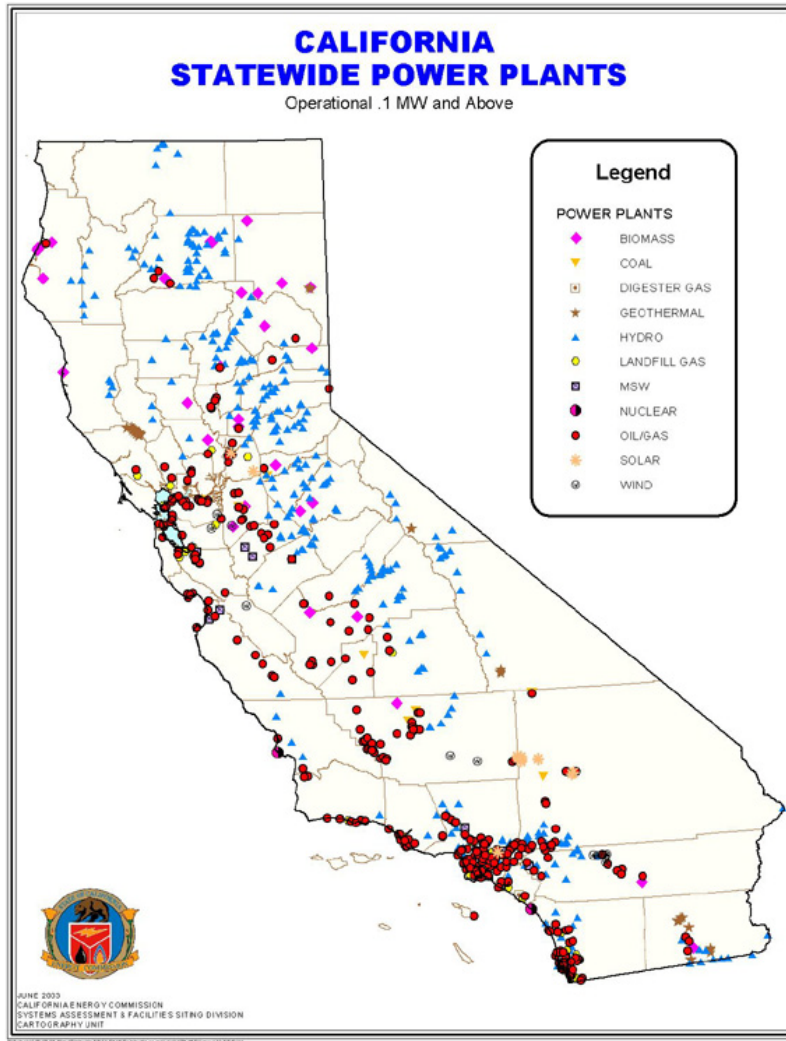 CALIFORNIA
STATEWIDE POWER PLANTS
Operational .1 MW and Above
Legend
POWER PLANTS
BIOMASS
COAL
DIGESTER GAS
GEOTHERMAL
HYDRO
LANDFILL GAS
MSW
NUCLEAR
OIL/GAS
SOLAR
WIND
JUNE 2003
CALIFORNIA ENERGY COMMISSION
SYSTEMS ASSESSMENT & FACILITIES SITING DIVISION
CARTOGRAPHY UNIT